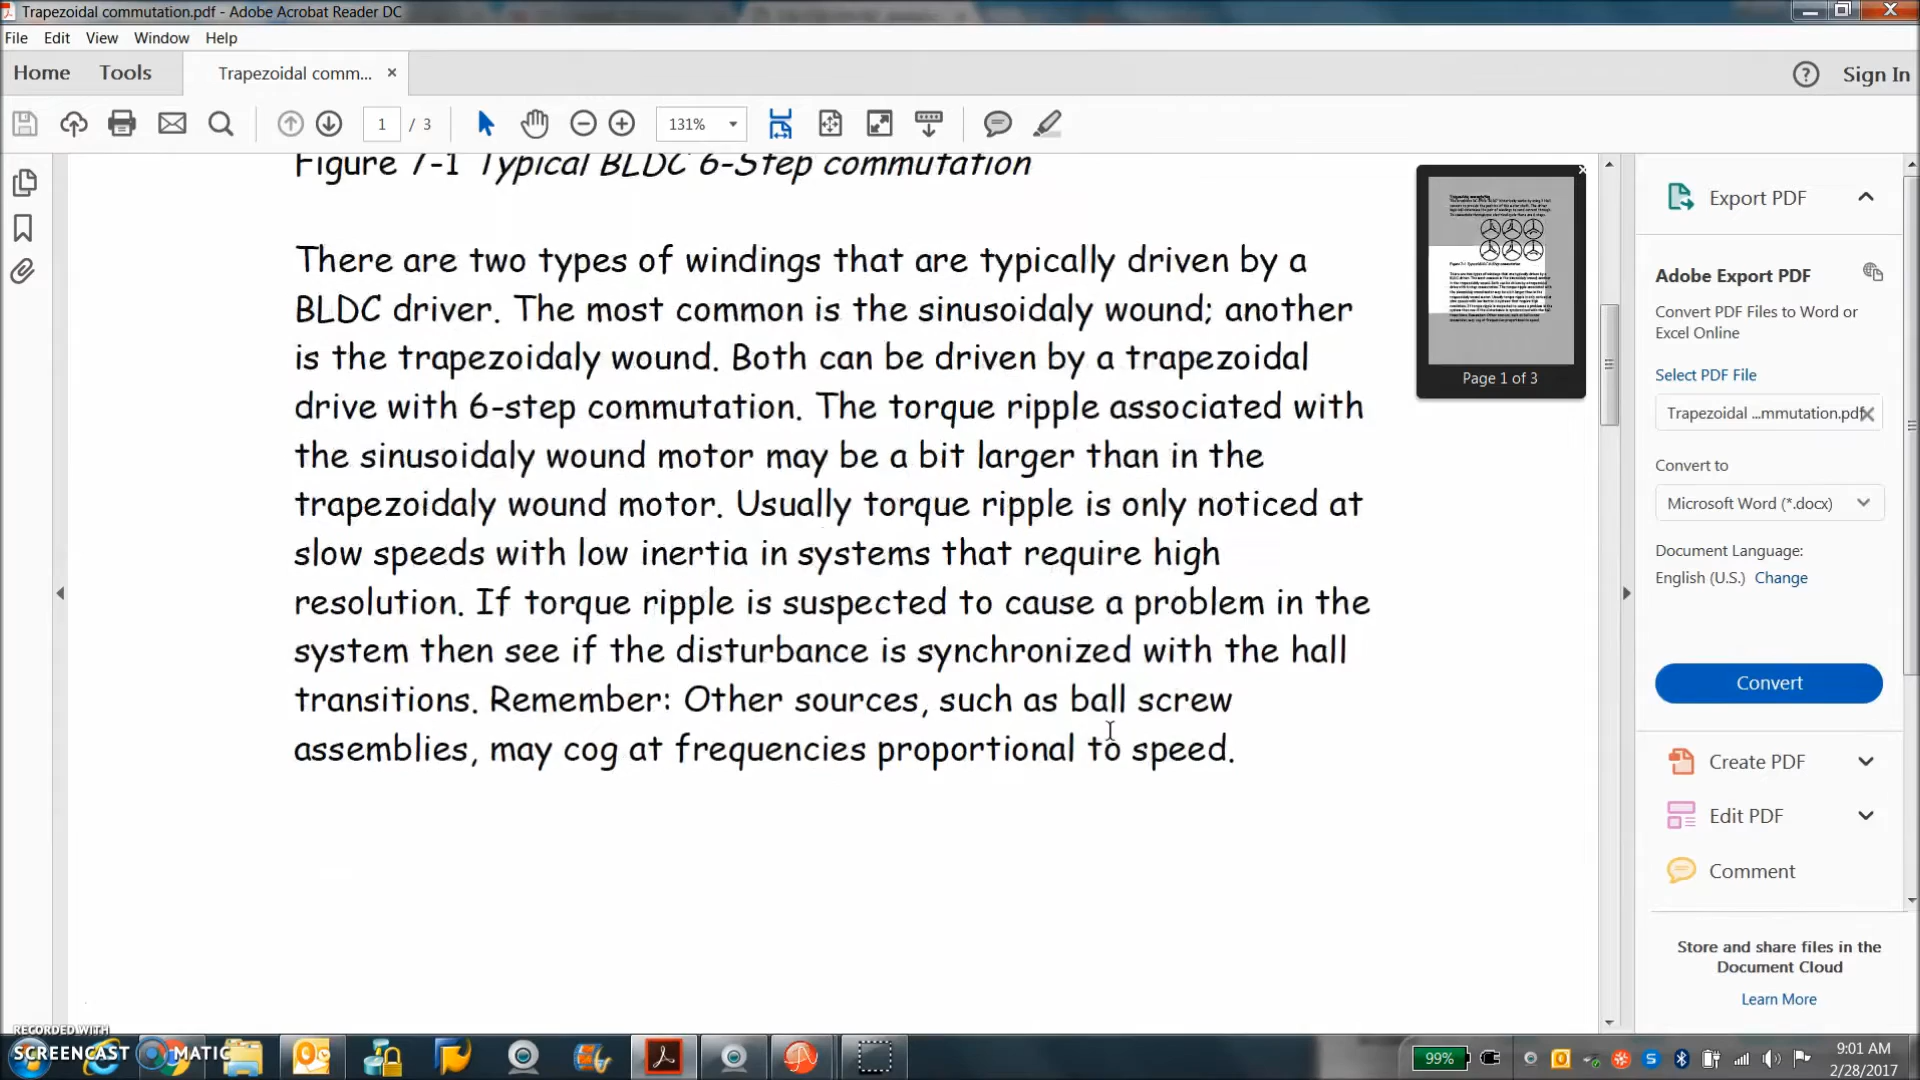 Trapezoidal commutation.pdf - Adobe Acrobat Reader DC
File Edit View Window Help
Home Tools Trapezoidal comm... × Sign In
1 / 3 131%
Figure 7-1 Typical BLDC 6-Step commutation
There are two types of windings that are typically driven by a
BLDC driver. The most common is the sinusoidaly wound; another
is the trapezoidaly wound. Both can be driven by a trapezoidal
drive with 6-step commutation. The torque ripple associated with
the sinusoidaly wound motor may be a bit larger than in the
trapezoidaly wound motor. Usually torque ripple is only noticed at
slow speeds with low inertia in systems that require high
resolution. If torque ripple is suspected to cause a problem in the
system then see if the disturbance is synchronized with the hall
transitions. Remember: Other sources, such as ball screw
assemblies, may cog at frequencies proportional to speed.
Page 1 of 3
Export PDF
Adobe Export PDF
Convert PDF Files to Word or
Excel Online
Select PDF File
Trapezoidal ...mmutation.pdf
Convert to
Microsoft Word (*.docx)
Document Language:
English (U.S.) Change
Convert
Create PDF
Edit PDF
Comment
Store and share files in the
Document Cloud
Learn More
RECORDED WITH
SCREENCAST MATIC
99%
9:01 AM
2/28/2017